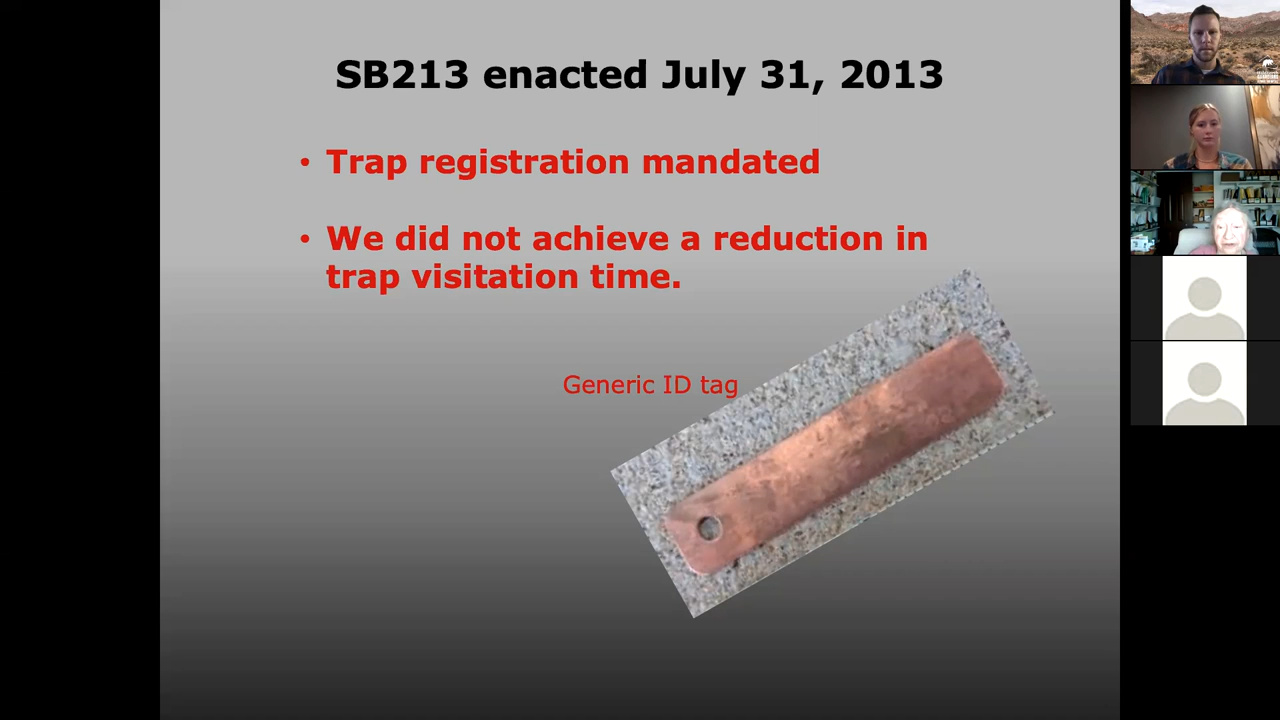 SB213 enacted July 31, 2013
• Trap registration mandated
• We did not achieve a reduction in
trap visitation time.
Generic ID tag